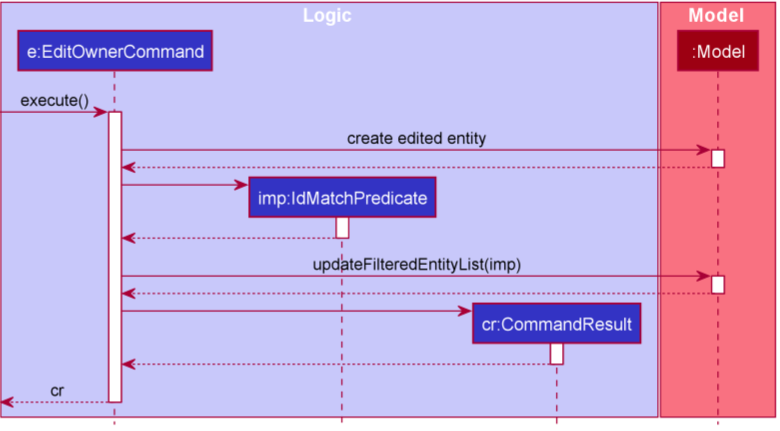 Logic
Model
e:EditOwnerCommand
:Model
execute()
create edited entity
imp:IdMatchPredicate
updateFilteredEntityList(imp)
cr:CommandResult
cr